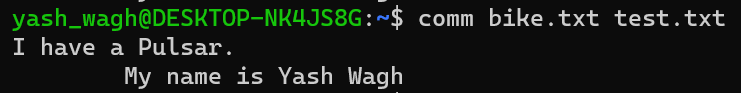 yash_wagh@DESKTOP-NK4JS8G:~$ comm bike.txt test.txt
I have a Pulsar.
        My name is Yash Wagh